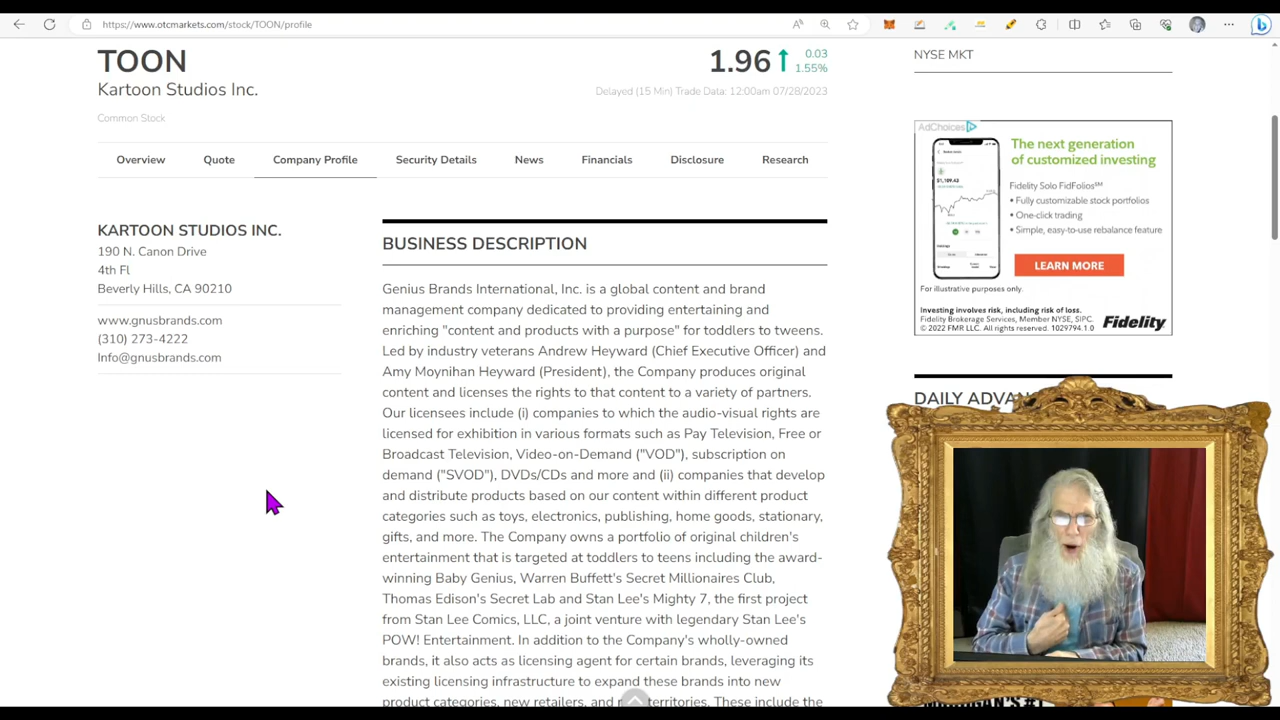 https://www.otcmarkets.com/stock/TOON/profile
TOON
Kartoon Studios Inc.
Common Stock
1.96
0.03
1.55%
Delayed (15 Min) Trade Data: 12:00am 07/28/2023
Overview Quote Company Profile Security Details News Financials Disclosure Research
KARTOON STUDIOS INC.
190 N. Canon Drive
4th Fl
Beverly Hills, CA 90210
www.gnusbrands.com
(310) 273-4222
Info@gnusbrands.com
BUSINESS DESCRIPTION
Genius Brands International, Inc. is a global content and brand
management company dedicated to providing entertaining and
enriching "content and products with a purpose" for toddlers to tweens.
Led by industry veterans Andrew Heyward (Chief Executive Officer) and
Amy Moynihan Heyward (President), the Company produces original
content and licenses the rights to that content to a variety of partners.
Our licensees include (i) companies to which the audio-visual rights are
licensed for exhibition in various formats such as Pay Television, Free or
Broadcast Television, Video-on-Demand ("VOD"), subscription on
demand ("SVOD"), DVDs/CDs and more and (ii) companies that develop
and distribute products based on our content within different product
categories such as toys, electronics, publishing, home goods, stationary,
gifts, and more. The Company owns a portfolio of original children's
entertainment that is targeted at toddlers to teens including the award-
winning Baby Genius, Warren Buffett's Secret Millionaires Club,
Thomas Edison's Secret Lab and Stan Lee's Mighty 7, the first project
from Stan Lee Comics, LLC, a joint venture with legendary Stan Lee's
POW! Entertainment. In addition to the Company's wholly-owned
brands, it also acts as licensing agent for certain brands, leveraging its
existing licensing infrastructure to expand these brands into new
product categories, new retailers, and territories. These include the
NYSE MKT
AdChoices
The next generation
of customized investing
Fidelity Solo FidFolios℠
• Fully customizable stock portfolios
• One-click trading
• Simple, easy-to-use rebalance feature
LEARN MORE
For illustrative purposes only.
Investing involves risk, including risk of loss.
Fidelity Brokerage Services, Member NYSE, SIPC.
© 2022 FMR LLC. All rights reserved. 1029794.1.0
Fidelity
DAILY